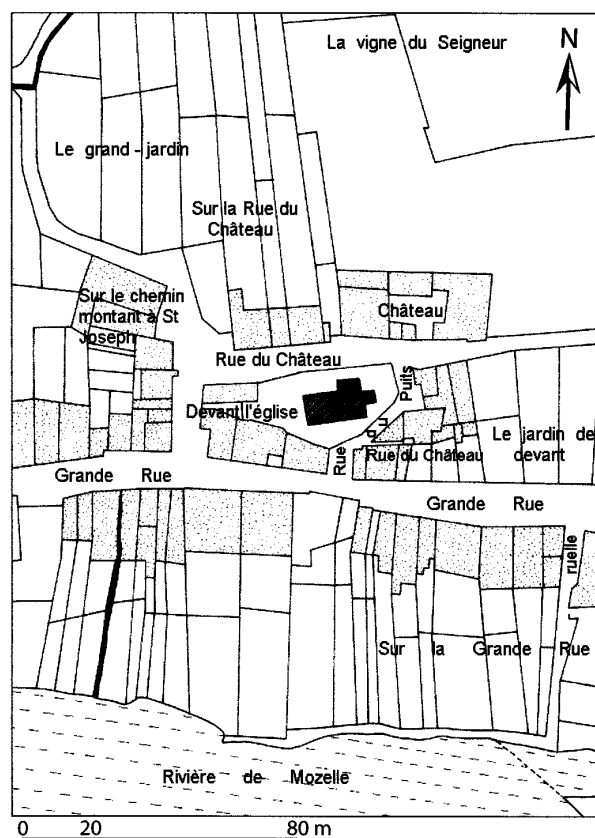 La vigne du Seigneur
N
Le grand-jardin
Sur la Rue du
Château
Sur le chemin
montant à St
Joseph
Château
Rue du Château
Rue du Puits
Devant l'église
Rue du Château
Le jardin de
devant
Grande Rue
Grande Rue
ruelle
Sur la Grande Rue
Rivière de Mozelle
0 20 80 m